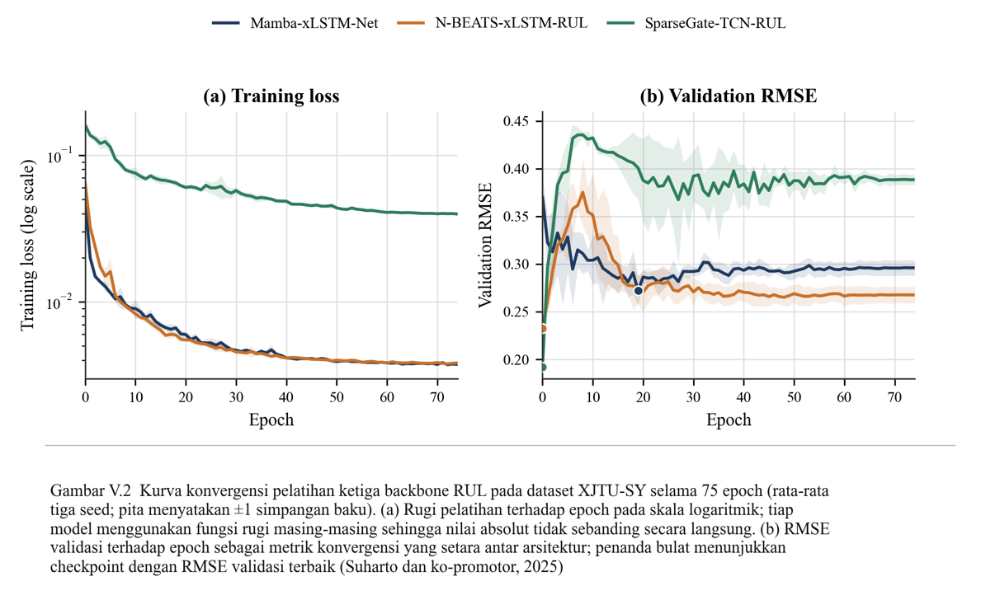 Mamba-xLSTM-Net N-BEATS-xLSTM-RUL SparseGate-TCN-RUL
(a) Training loss
Training loss (log scale)
10⁻¹
10⁻²
0 10 20 30 40 50 60 70
Epoch
(b) Validation RMSE
Validation RMSE
0.45
0.40
0.35
0.30
0.25
0.20
0 10 20 30 40 50 60 70
Epoch
Gambar V.2 Kurva konvergensi pelatihan ketiga backbone RUL pada dataset XJTU-SY selama 75 epoch (rata-rata
tiga seed; pita menyatakan ±1 simpangan baku). (a) Rugi pelatihan terhadap epoch pada skala logaritmik; tiap
model menggunakan fungsi rugi masing-masing sehingga nilai absolut tidak sebanding secara langsung. (b) RMSE
validasi terhadap epoch sebagai metrik konvergensi yang setara antar arsitektur; penanda bulat menunjukkan
checkpoint dengan RMSE validasi terbaik (Suharto dan ko-promotor, 2025)